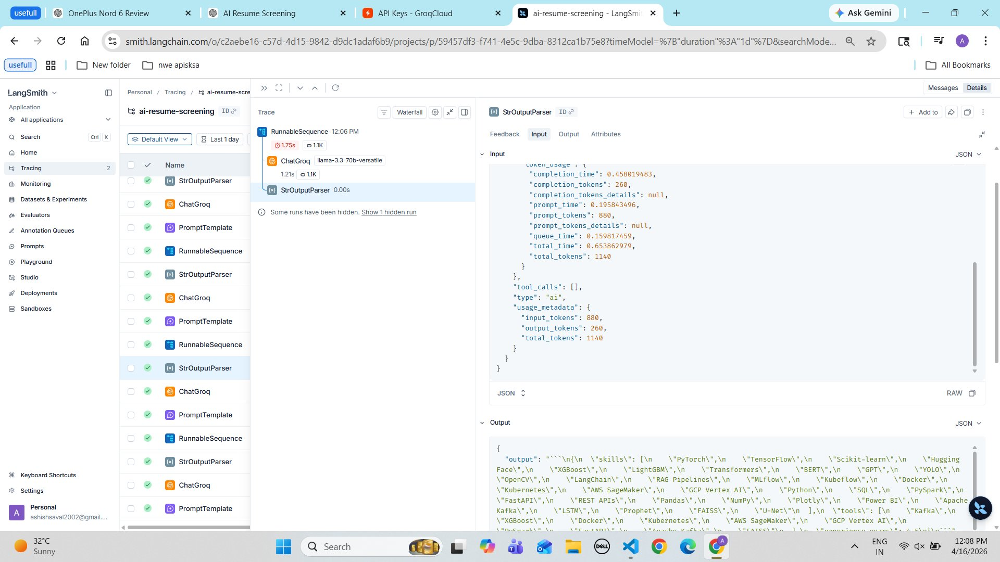 usefull
OnePlus Nord 6 Review
AI Resume Screening
API Keys - GroqCloud
ai-resume-screening - LangSmi
Ask Gemini
smith.langchain.com/o/c2aebe16-c57d-4d15-9842-d9dc1adaf6b9/projects/p/59457df3-f741-4e5c-9dba-8312ca1b75e8?timeModel=%7B"duration"%3A"1d"%7D&searchMode...
A
usefull
New folder
nwe apisksa
All Bookmarks
LangSmith
Application
All applications
Search Ctrl K
Home
Tracing 2
Monitoring
Datasets & Experiments
Evaluators
Annotation Queues
Prompts
Playground
Studio
Deployments
Sandboxes
Keyboard Shortcuts
Settings
A
Personal
ashishsaval2002@gmail....
Personal / Tracing / ai-resume-scre
ai-resume-screening ID
Default View Last 1 day
Name
StrOutputParser
ChatGroq
PromptTemplate
RunnableSequence
StrOutputParser
ChatGroq
PromptTemplate
RunnableSequence
StrOutputParser
ChatGroq
PromptTemplate
RunnableSequence
StrOutputParser
ChatGroq
PromptTemplate
Messages Details
Trace
Waterfall
RunnableSequence 12:06 PM
1.75s 1.1K
ChatGroq llama-3.3-70b-versatile
1.21s 1.1K
StrOutputParser 0.00s
Some runs have been hidden. Show 1 hidden run
StrOutputParser ID
Add to
Feedback Input Output Attributes
Input JSON
token_usage": {
"completion_time": 0.458019483,
"completion_tokens": 260,
"completion_tokens_details": null,
"prompt_time": 0.195843496,
"prompt_tokens": 880,
"prompt_tokens_details": null,
"queue_time": 0.159817459,
"total_time": 0.653862979,
"total_tokens": 1140
}
},
"tool_calls": [],
"type": "ai",
"usage_metadata": {
"input_tokens": 880,
"output_tokens": 260,
"total_tokens": 1140
}
}
}
JSON RAW
Output JSON
{
"output": "```\n{\n \"skills\": [\n \"PyTorch\",\n \"TensorFlow\",\n \"Scikit-learn\",\n \"Hugging
Face\",\n \"XGBoost\",\n \"LightGBM\",\n \"Transformers\",\n \"BERT\",\n \"GPT\",\n \"YOLO\",\n
\"OpenCV\",\n \"LangChain\",\n \"RAG Pipelines\",\n \"MLflow\",\n \"Kubeflow\",\n \"Docker\",\n
\"Kubernetes\",\n \"AWS SageMaker\",\n \"GCP Vertex AI\",\n \"Python\",\n \"SQL\",\n \"PySpark\",\n
\"FastAPI\",\n \"REST APIs\",\n \"Pandas\",\n \"NumPy\",\n \"Plotly\",\n \"Power BI\",\n \"Apache
Kafka\",\n \"LSTM\",\n \"Prophet\",\n \"FAISS\",\n \"U-Net\"\n ],\n \"tools\": [\n \"Kafka\",\n
\"XGBoost\",\n \"Docker\",\n \"Kubernetes\",\n \"AWS SageMaker\",\n \"GCP Vertex AI\",\n
\"PySpark\",\n \"FastAPI\",\n \"Apache Kafka\",\n \"FAISS\"\n ],\n \"experience_years\": 4.5\n}\n```"
32°C
Sunny
Search
DELL
ENG
IN
12:08 PM
4/16/2026